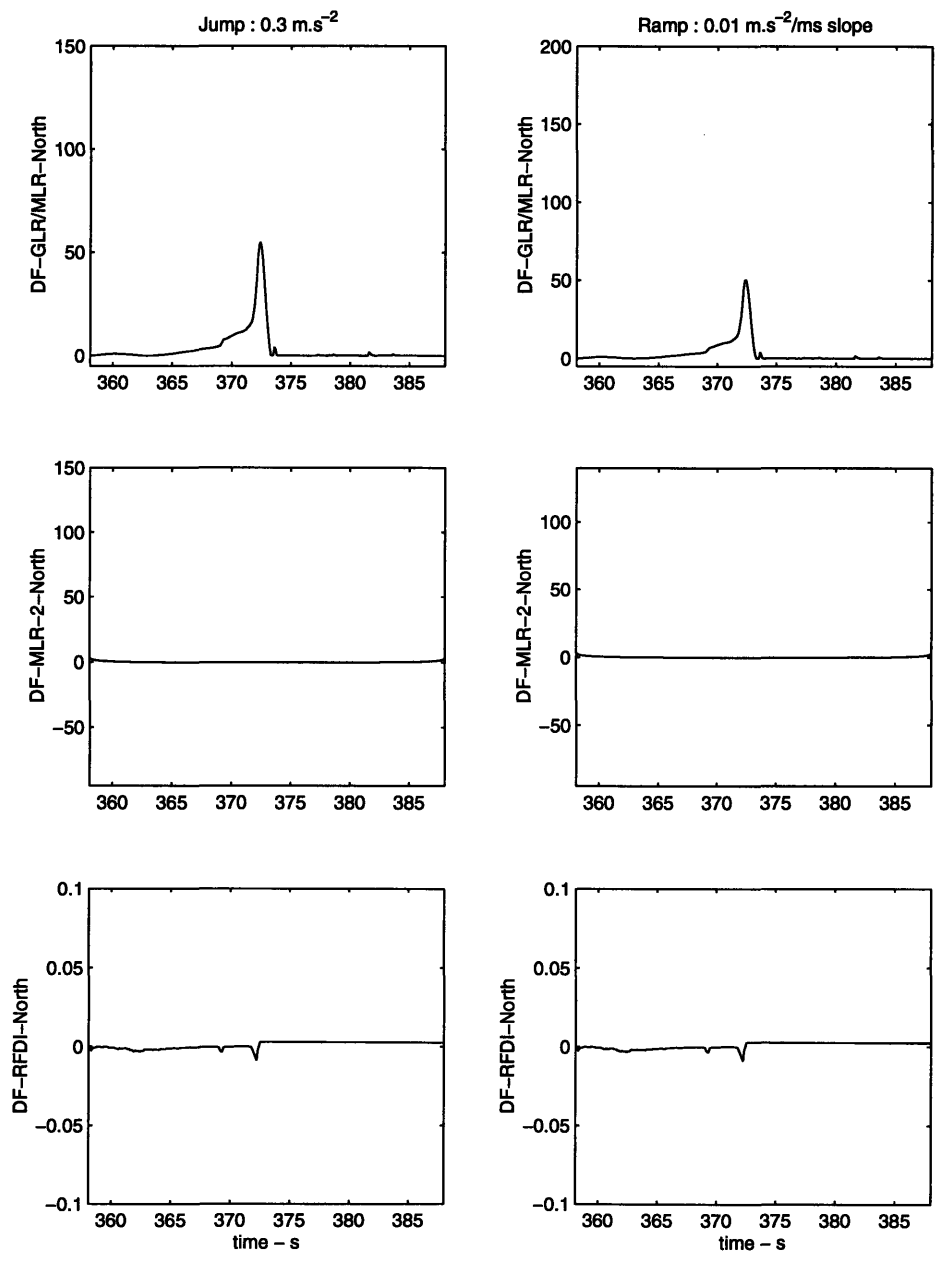 Jump : 0.3 m.s−2
Ramp : 0.01 m.s−2/ms slope
DF−GLR/MLR−North
150
100
50
0
360 365 370 375 380 385
DF−GLR/MLR−North
200
150
100
50
0
360 365 370 375 380 385
DF−MLR−2−North
150
100
50
0
−50
360 365 370 375 380 385
DF−MLR−2−North
100
50
0
−50
360 365 370 375 380 385
DF−RFDI−North
0.1
0.05
0
−0.05
−0.1
360 365 370 375 380 385
time − s
DF−RFDI−North
0.1
0.05
0
−0.05
−0.1
360 365 370 375 380 385
time − s